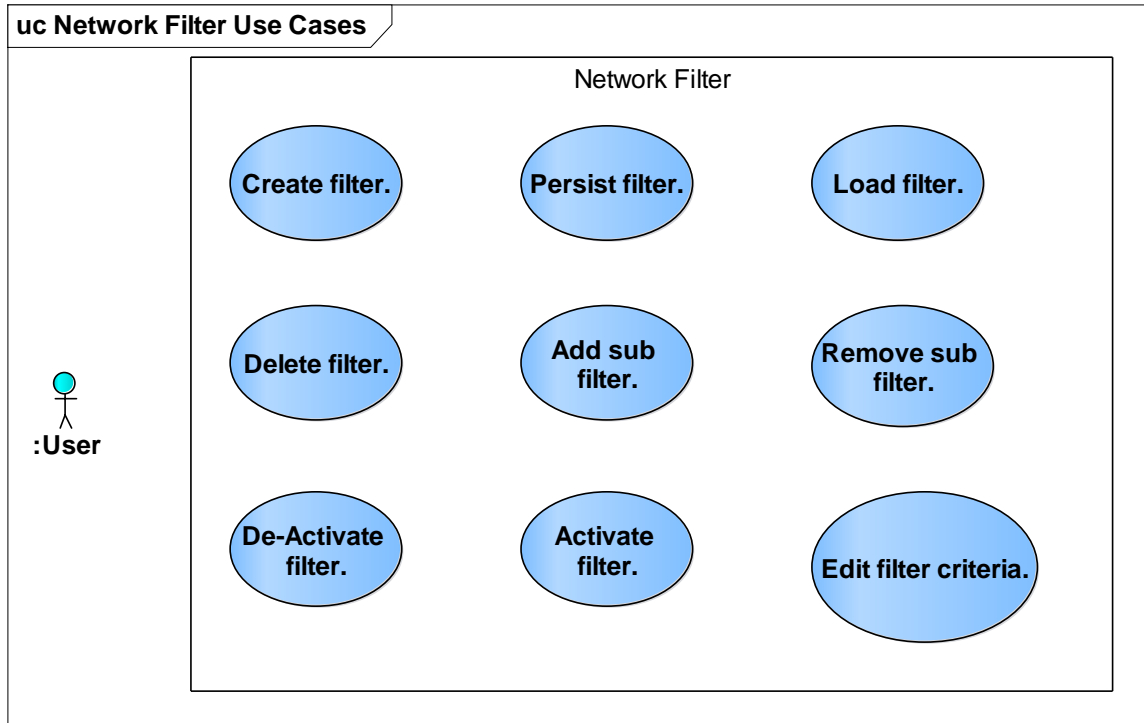 uc Network Filter Use Cases
Network Filter
Create filter.
Persist filter.
Load filter.
Delete filter.
Add sub
filter.
Remove sub
filter.
:User
De-Activate
filter.
Activate
filter.
Edit filter criteria.